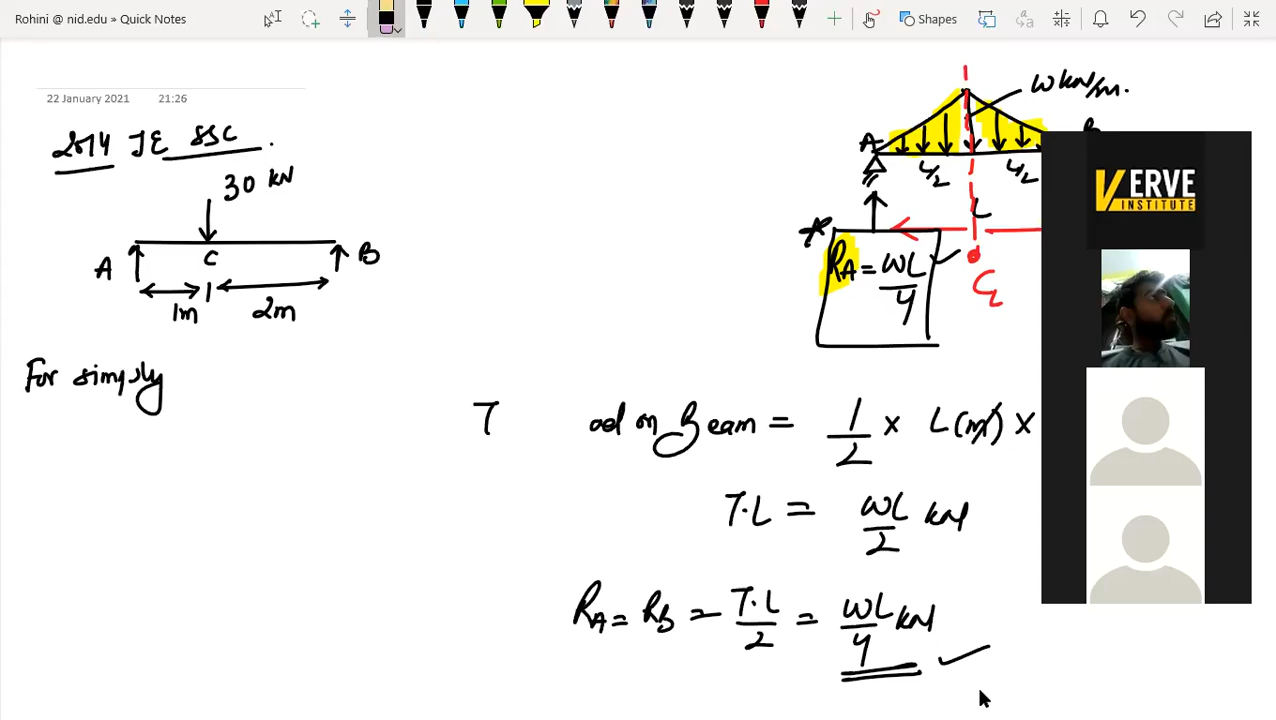 Rohini @ nid.edu » Quick Notes
Shapes
22 January 2021 21:26
2014 JE SSC.
30 kN
A C B
1m 2m
For simply
w kN/m.
A
L/2 L/2
L
RA = wL/4
VERVE
INSTITUTE
T ad on Beam = 1/2 × L(m) ×
T.L = wL/2 kN
RA = RB = T.L/2 = wL/4 kN